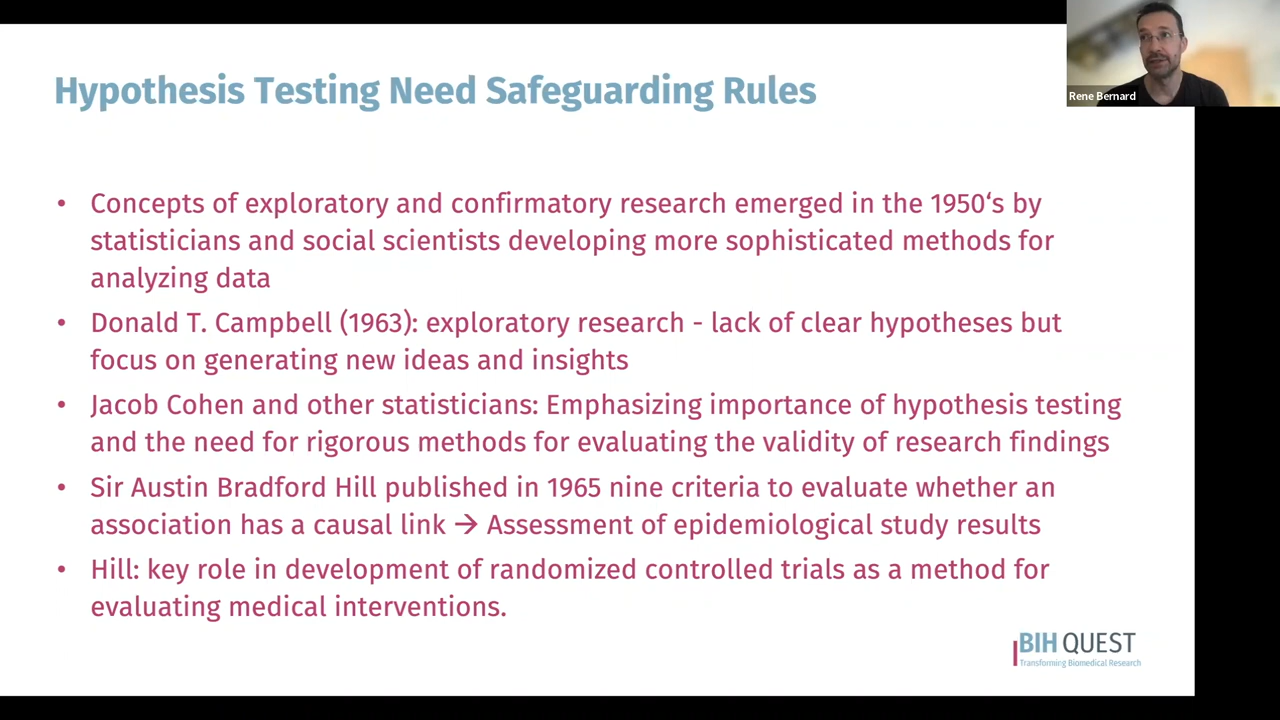 Hypothesis Testing Need Safeguarding Rules
Rene Bernard
• Concepts of exploratory and confirmatory research emerged in the 1950‘s by
statisticians and social scientists developing more sophisticated methods for
analyzing data
• Donald T. Campbell (1963): exploratory research - lack of clear hypotheses but
focus on generating new ideas and insights
• Jacob Cohen and other statisticians: Emphasizing importance of hypothesis testing
and the need for rigorous methods for evaluating the validity of research findings
• Sir Austin Bradford Hill published in 1965 nine criteria to evaluate whether an
association has a causal link → Assessment of epidemiological study results
• Hill: key role in development of randomized controlled trials as a method for
evaluating medical interventions.
BIH QUEST
Transforming Biomedical Research